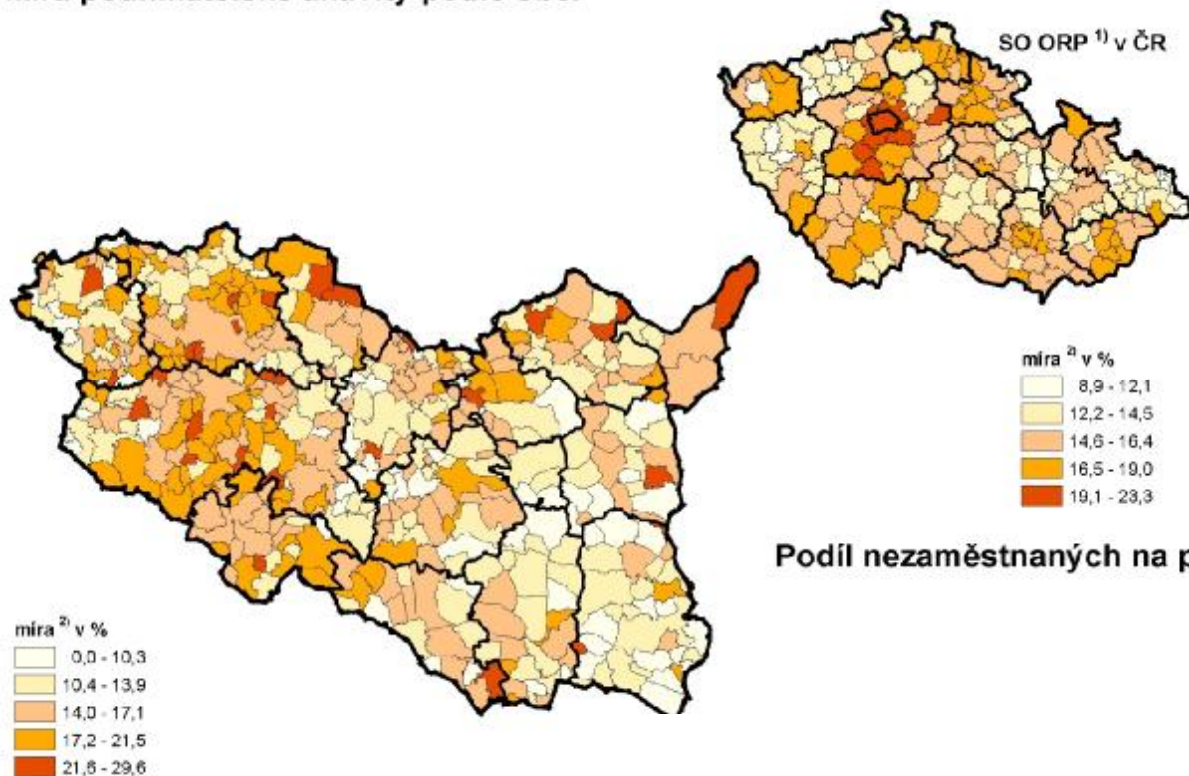 SO ORP ¹⁾ v ČR
míra ²⁾ v %
8,9 - 12,1
12,2 - 14,5
14,6 - 16,4
16,5 - 19,0
19,1 - 23,3
Podíl nezaměstnaných na p
míra ²⁾ v %
0,0 - 10,3
10,4 - 13,9
14,0 - 17,1
17,2 - 21,5
21,6 - 29,6